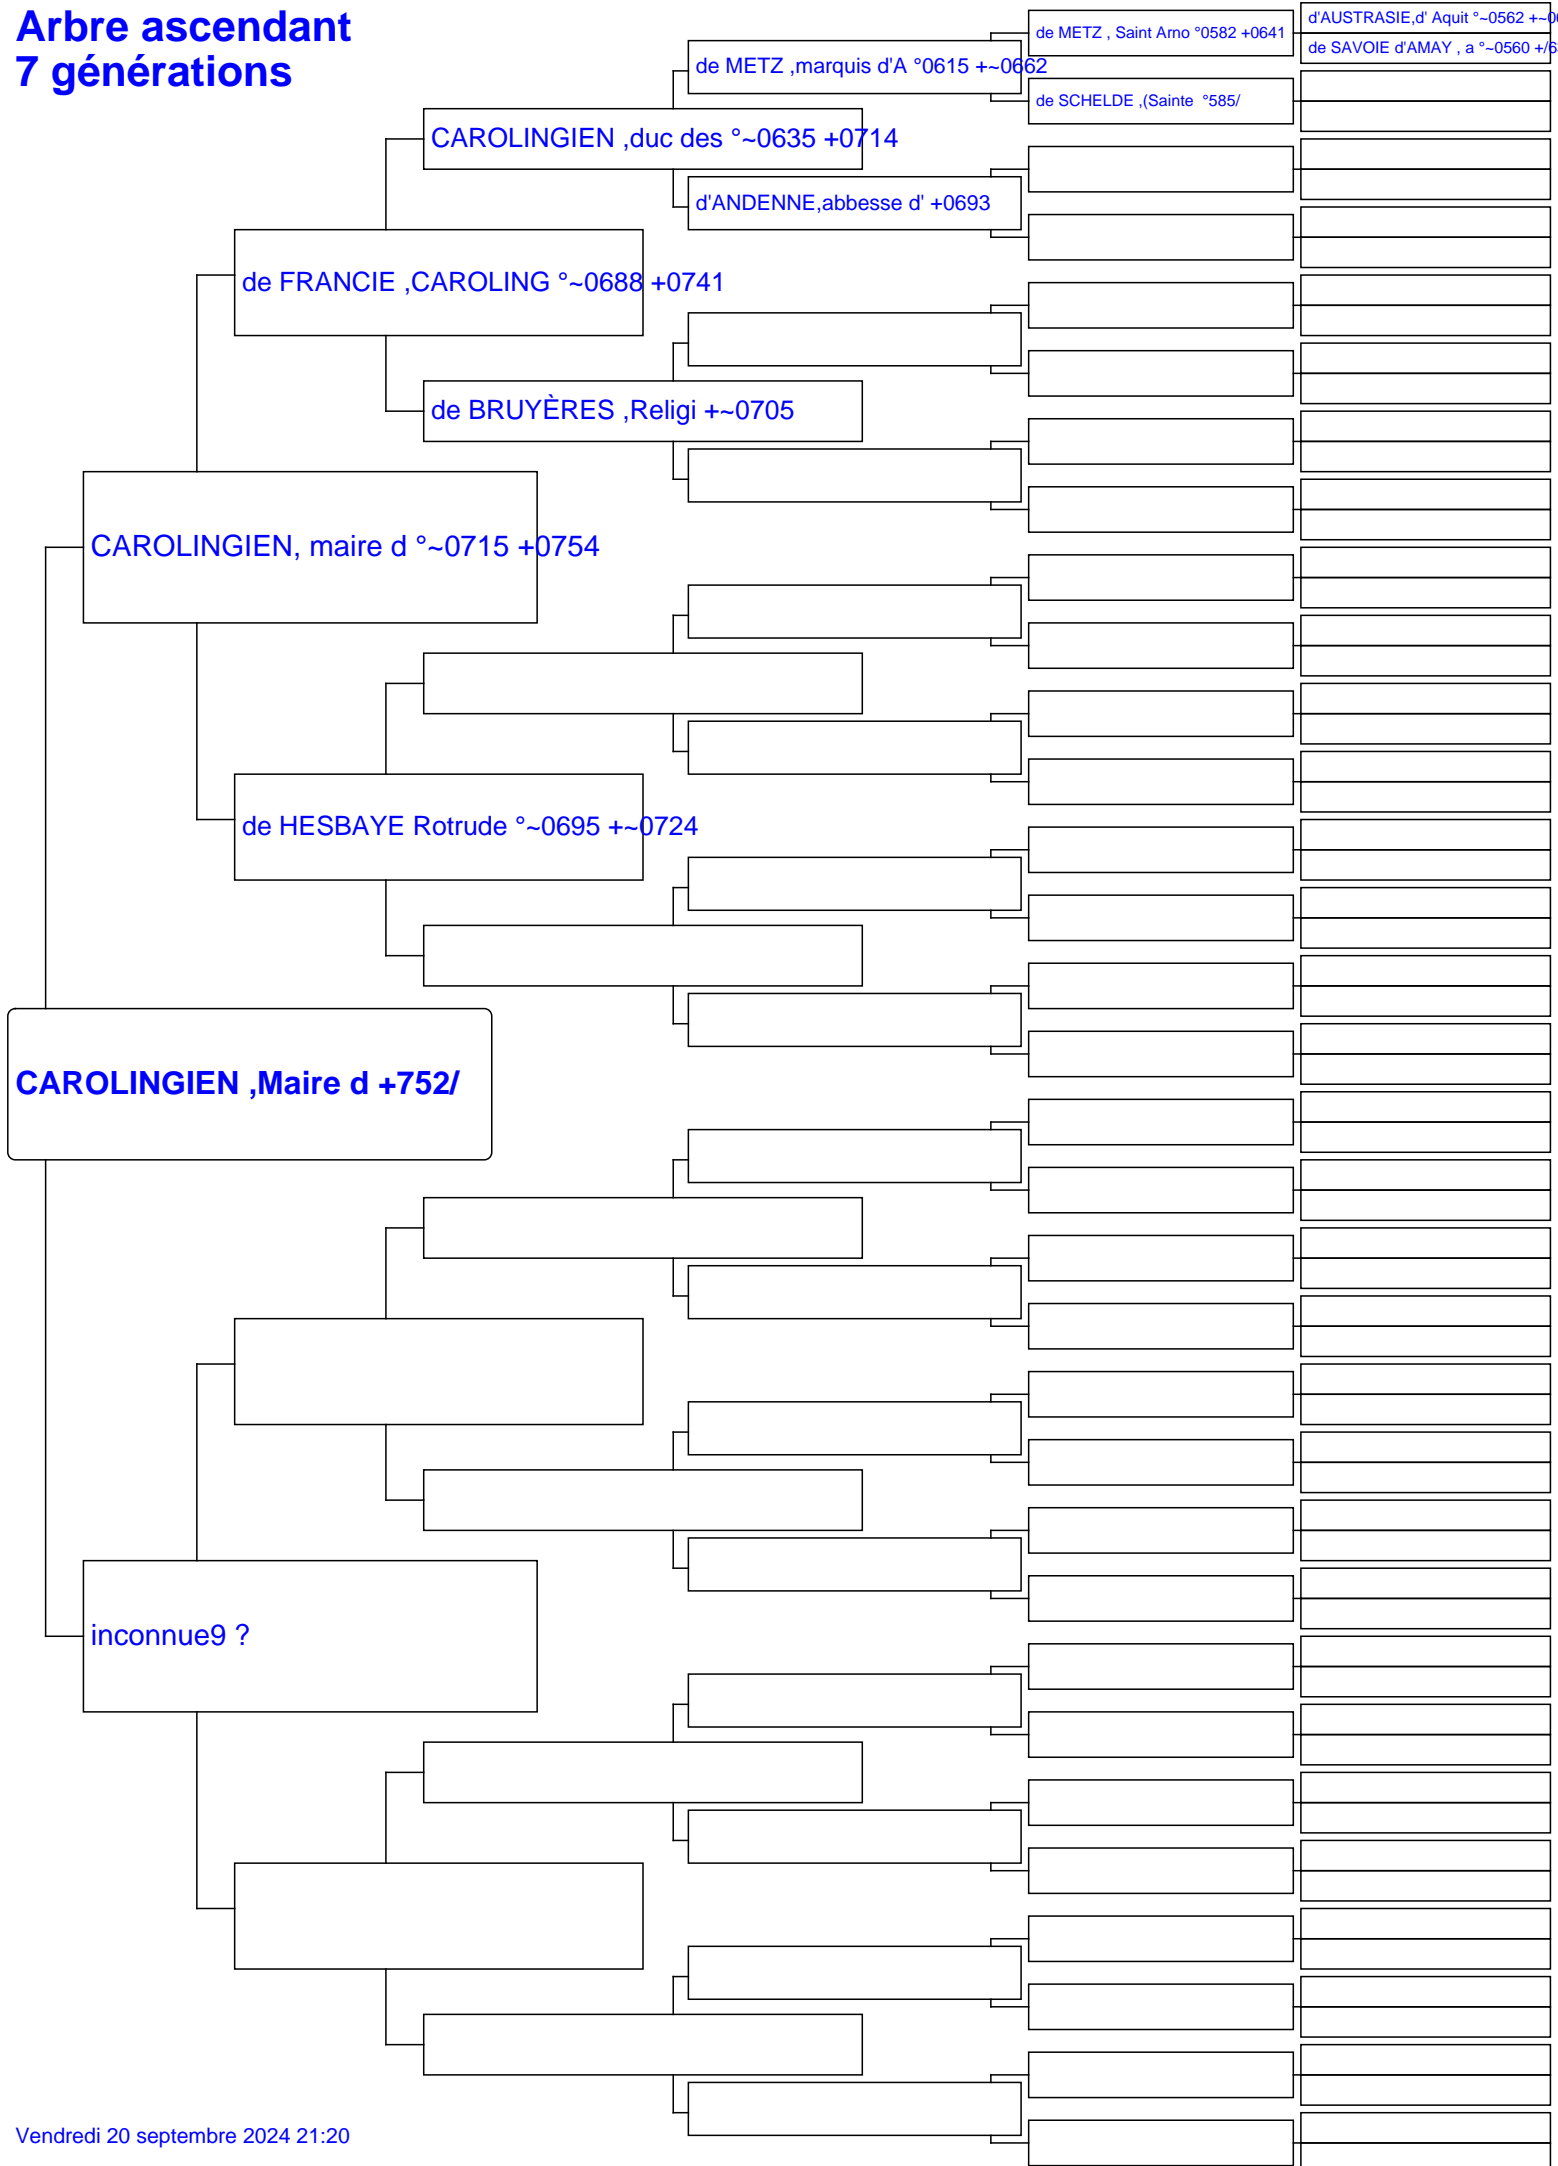 Arbre ascendant
7 générations
d'AUSTRASIE,d' Aquit °~0562 +~0
de METZ , Saint Arno °0582 +0641
de SAVOIE d'AMAY , a °~0560 +/6
de METZ ,marquis d'A °0615 +~0662
de SCHELDE ,(Sainte  °585/
CAROLINGIEN ,duc des °~0635 +0714
d'ANDENNE,abbesse d' +0693
de FRANCIE ,CAROLING °~0688 +0741
de BRUYÈRES ,Religi +~0705
CAROLINGIEN, maire d °~0715 +0754
de HESBAYE Rotrude °~0695 +~0724
CAROLINGIEN ,Maire d +752/
inconnue9 ?
Vendredi 20 septembre 2024 21:20